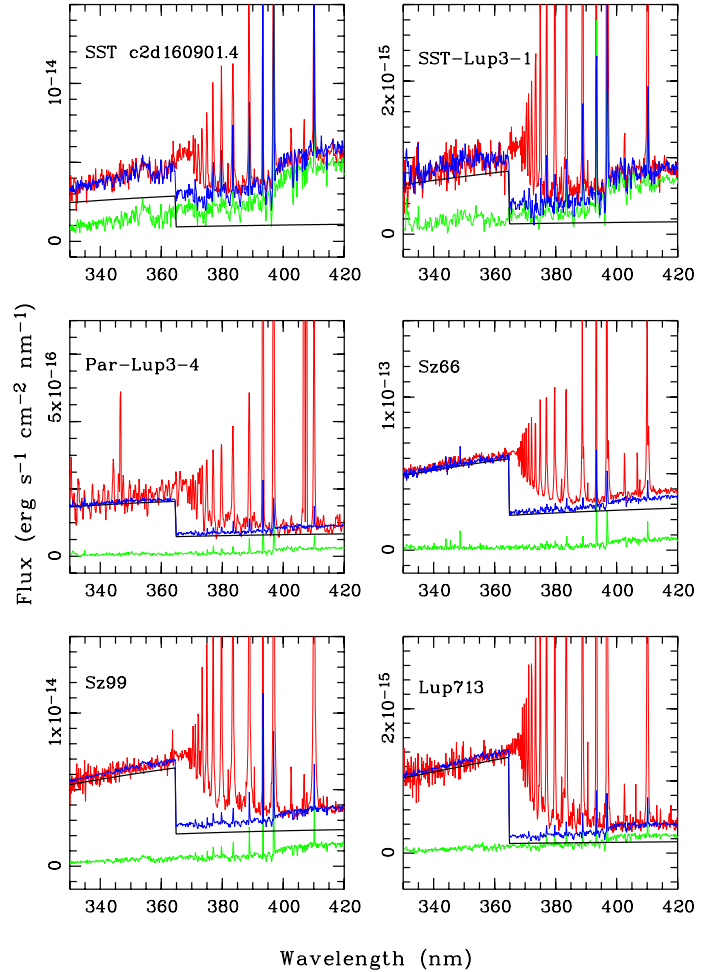 SST c2d160901.4
10−14
0
330 340 360 380 400 420
SST-Lup3-1
2x10−15
0
330 340 360 380 400 420
Par-Lup3-4
5x10−16
0
340 360 380 400 420
Sz66
1x10−13
0
340 360 380 400 420
Sz99
1x10−14
0
340 360 380 400 420
Lup713
2x10−15
0
340 360 380 400 420
Flux (erg s−1 cm−2 nm−1)
Wavelength (nm)